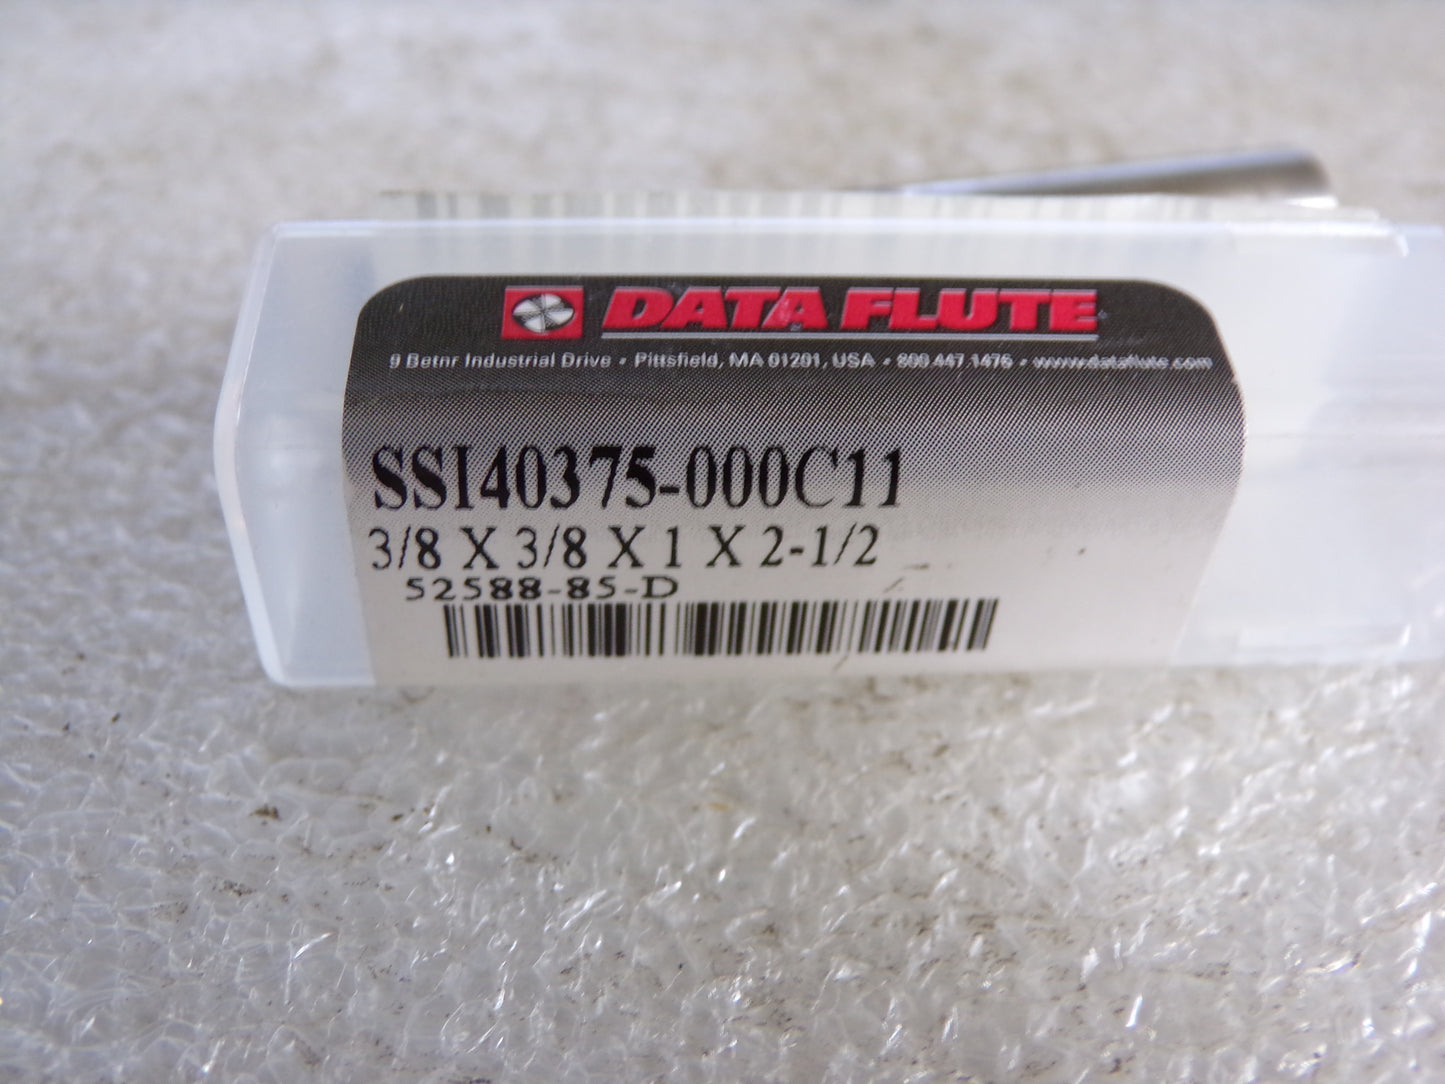 DATA FLUTE
9 Betnr Industrial Drive • Pittsfield, MA 01201, USA • 800.447.1476 • www.dataflute.com
SSI40375-000C11
3/8 X 3/8 X 1 X 2-1/2
52588-85-D